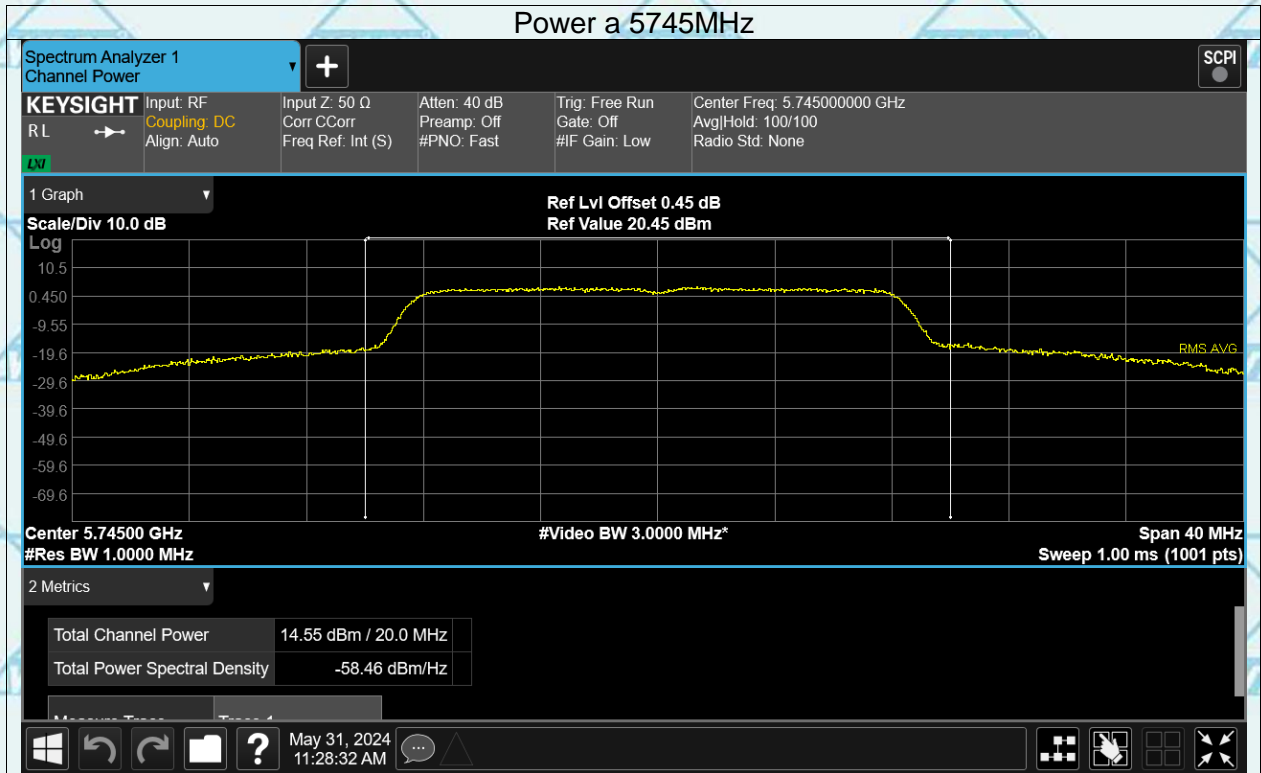 Power a 5745MHz
Spectrum Analyzer 1
Channel Power
SCPI
KEYSIGHT
R L
LXI
Input: RF
Coupling: DC
Align: Auto
Input Z: 50 Ω
Corr CCorr
Freq Ref: Int (S)
Atten: 40 dB
Preamp: Off
#PNO: Fast
Trig: Free Run
Gate: Off
#IF Gain: Low
Center Freq: 5.745000000 GHz
Avg|Hold: 100/100
Radio Std: None
1 Graph
Scale/Div 10.0 dB
Ref Lvl Offset 0.45 dB
Ref Value 20.45 dBm
Log
10.5
0.450
-9.55
-19.6
-29.6
-39.6
-49.6
-59.6
-69.6
RMS AVG
Center 5.74500 GHz
#Res BW 1.0000 MHz
#Video BW 3.0000 MHz*
Span 40 MHz
Sweep 1.00 ms (1001 pts)
2 Metrics
Total Channel Power 14.55 dBm / 20.0 MHz
Total Power Spectral Density -58.46 dBm/Hz
Measure Trace Trace 1
?
May 31, 2024
11:28:32 AM